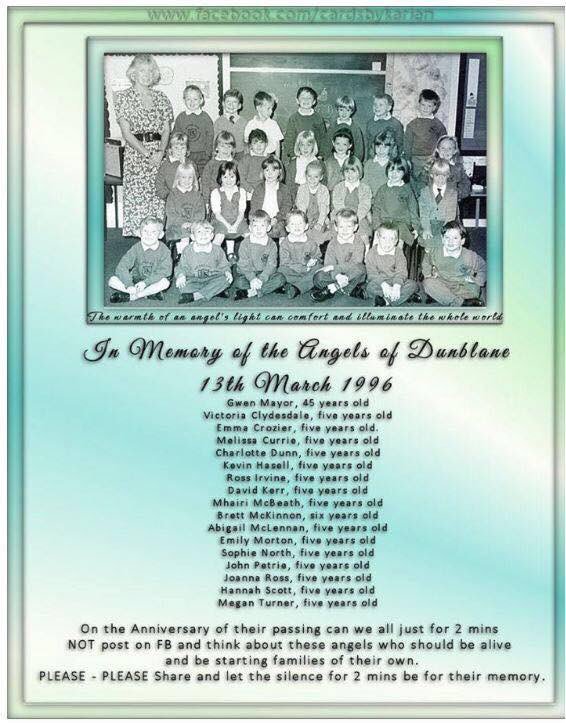 www.facebook.com/cardsbykarian
The warmth of an angel's light can comfort and illuminate the whole world
In Memory of the Angels of Dunblane
13th March 1996
Gwen Mayor, 45 years old
Victoria Clydesdale, five years old
Emma Crozier, five years old.
Melissa Currie, five years old
Charlotte Dunn, five years old
Kevin Hasell, five years old
Ross Irvine, five years old
David Kerr, five years old
Mhairi McBeath, five years old
Brett McKinnon, six years old
Abigail McLennan, five years old
Emily Morton, five years old
Sophie North, five years old
John Petrie, five years old
Joanna Ross, five years old
Hannah Scott, five years old
Megan Turner, five years old
On the Anniversary of their passing can we all just for 2 mins
NOT post on FB and think about these angels who should be alive
and be starting families of their own.
PLEASE - PLEASE Share and let the silence for 2 mins be for their memory.